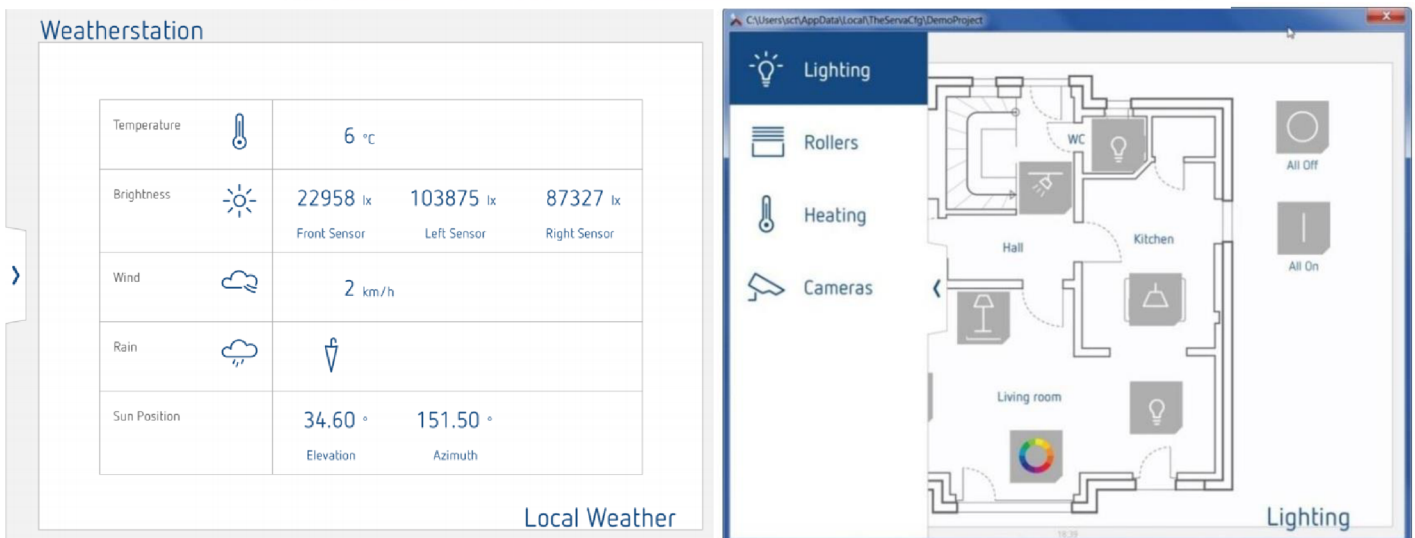 Weatherstation
Temperature
6 °C
Brightness
22958 lx 103875 lx 87327 lx
Front Sensor Left Sensor Right Sensor
Wind
2 km/h
Rain
Sun Position
34.60 ° 151.50 °
Elevation Azimuth
Local Weather
C:\Users\sct\AppData\Local\TheServaCfg\DemoProject
Lighting
Rollers
Heating
Cameras
WC
Hall
Kitchen
Living room
All Off
All On
Lighting
18:39